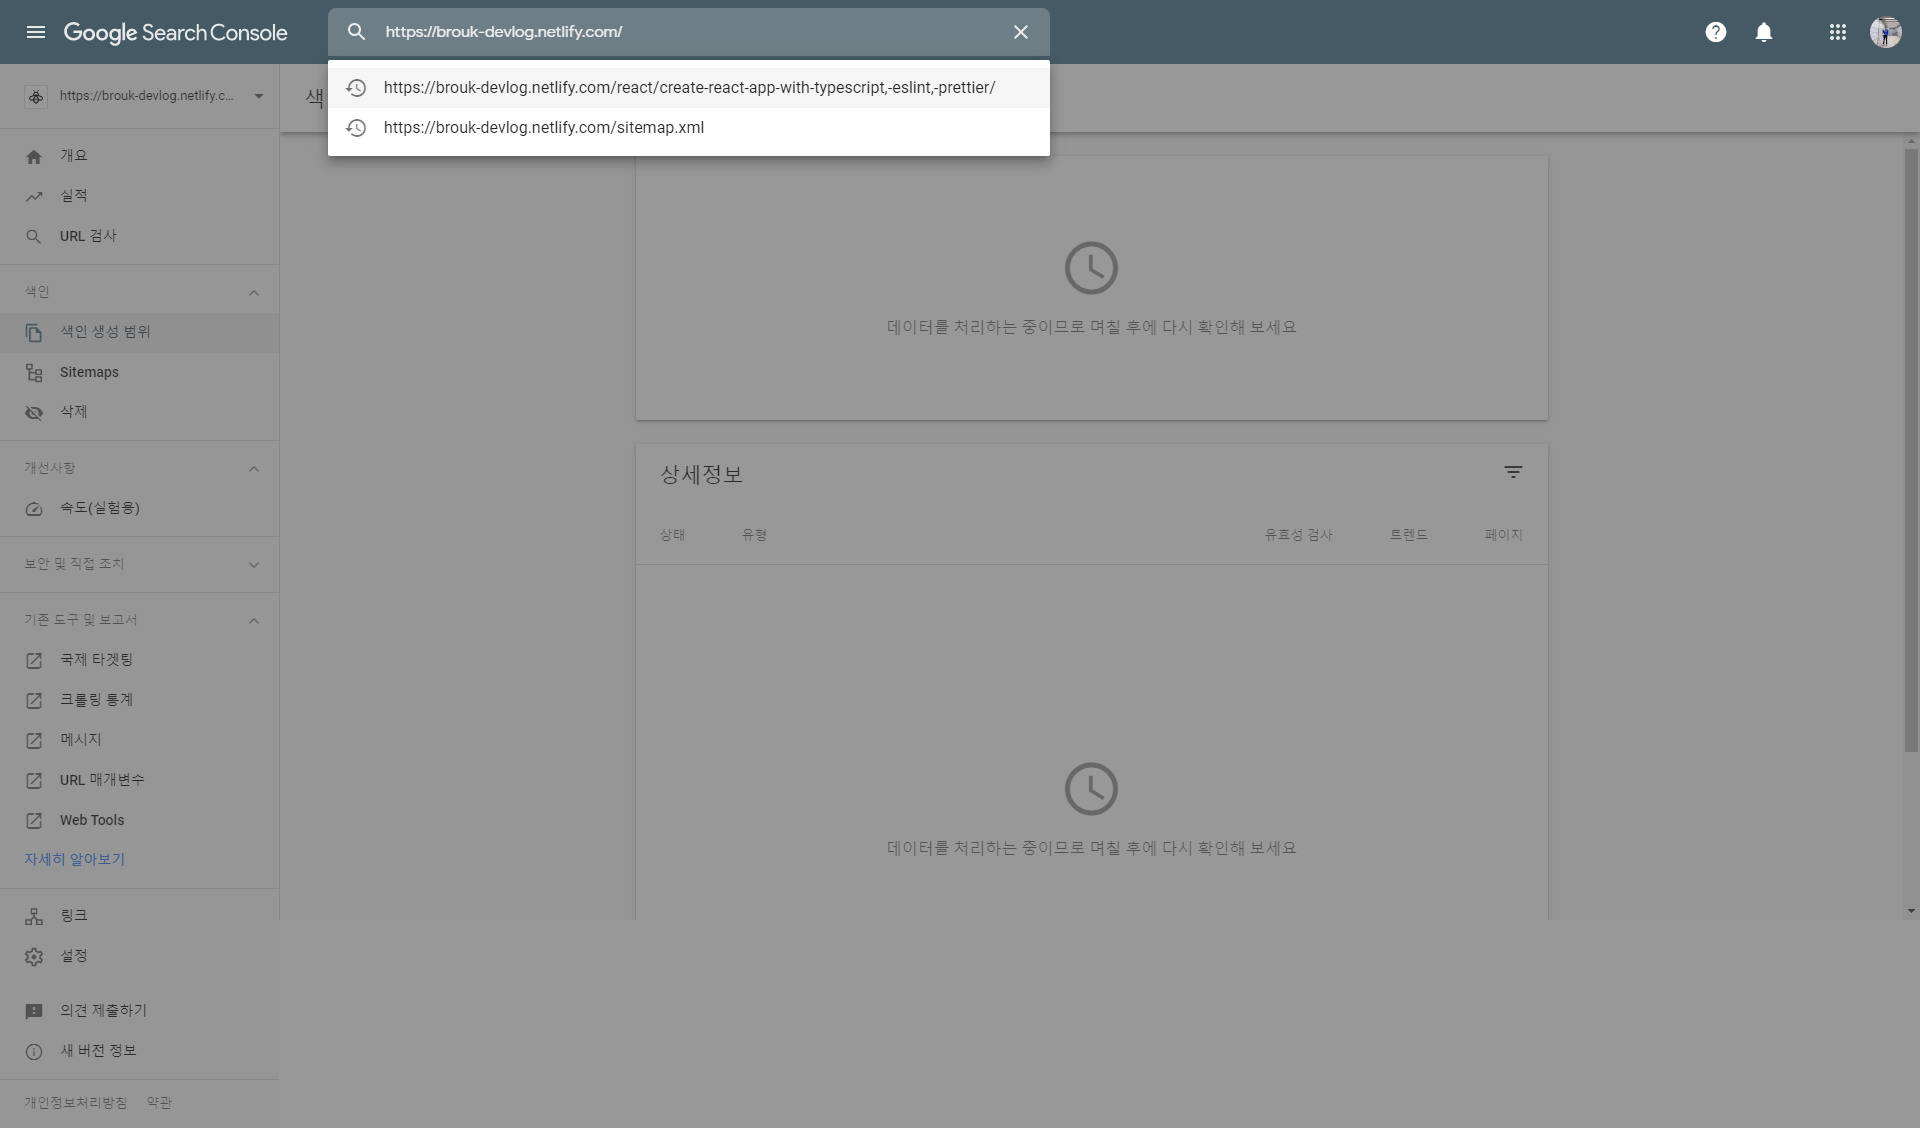 Google Search Console
https://brouk-devlog.netlify.com/
https://brouk-devlog.netlify.com/react/create-react-app-with-typescript,-eslint,-prettier/
https://brouk-devlog.netlify.com/sitemap.xml
https://brouk-devlog.netlify.c...
색
개요
실적
URL 검사
색인
색인 생성 범위
Sitemaps
삭제
개선사항
속도(실험용)
보안 및 직접 조치
기존 도구 및 보고서
국제 타겟팅
크롤링 통계
메시지
URL 매개변수
Web Tools
자세히 알아보기
링크
설정
의견 제출하기
새 버전 정보
개인정보처리방침 약관
데이터를 처리하는 중이므로 며칠 후에 다시 확인해 보세요
상세정보
상태 유형 유효성 검사 트렌드 페이지
데이터를 처리하는 중이므로 며칠 후에 다시 확인해 보세요